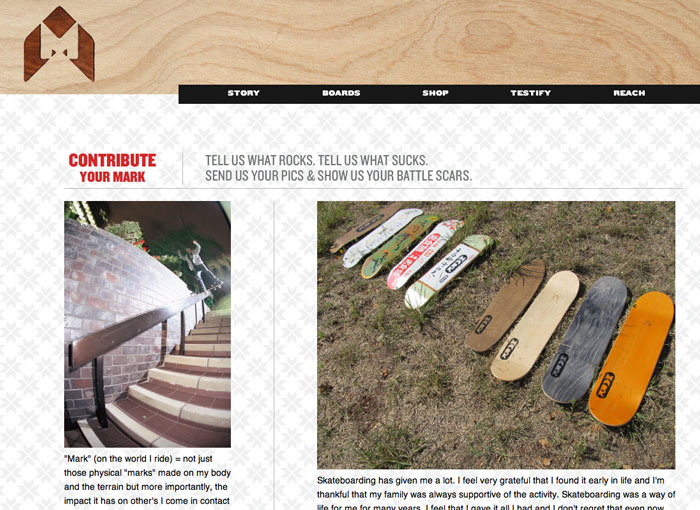 STORY BOARDS SHOP TESTIFY REACH
CONTRIBUTE
YOUR MARK
TELL US WHAT ROCKS. TELL US WHAT SUCKS.
SEND US YOUR PICS & SHOW US YOUR BATTLE SCARS.
"Mark" (on the world I ride) = not just
those physical "marks" made on my body
and the terrain but more importantly, the
impact it has on other's I come in contact
Skateboarding has given me a lot. I feel very grateful that I found it early in life and I'm
thankful that my family was always supportive of the activity. Skateboarding was a way of
life for me for many years. I feel that I gave it all I had and I don't regret that even now